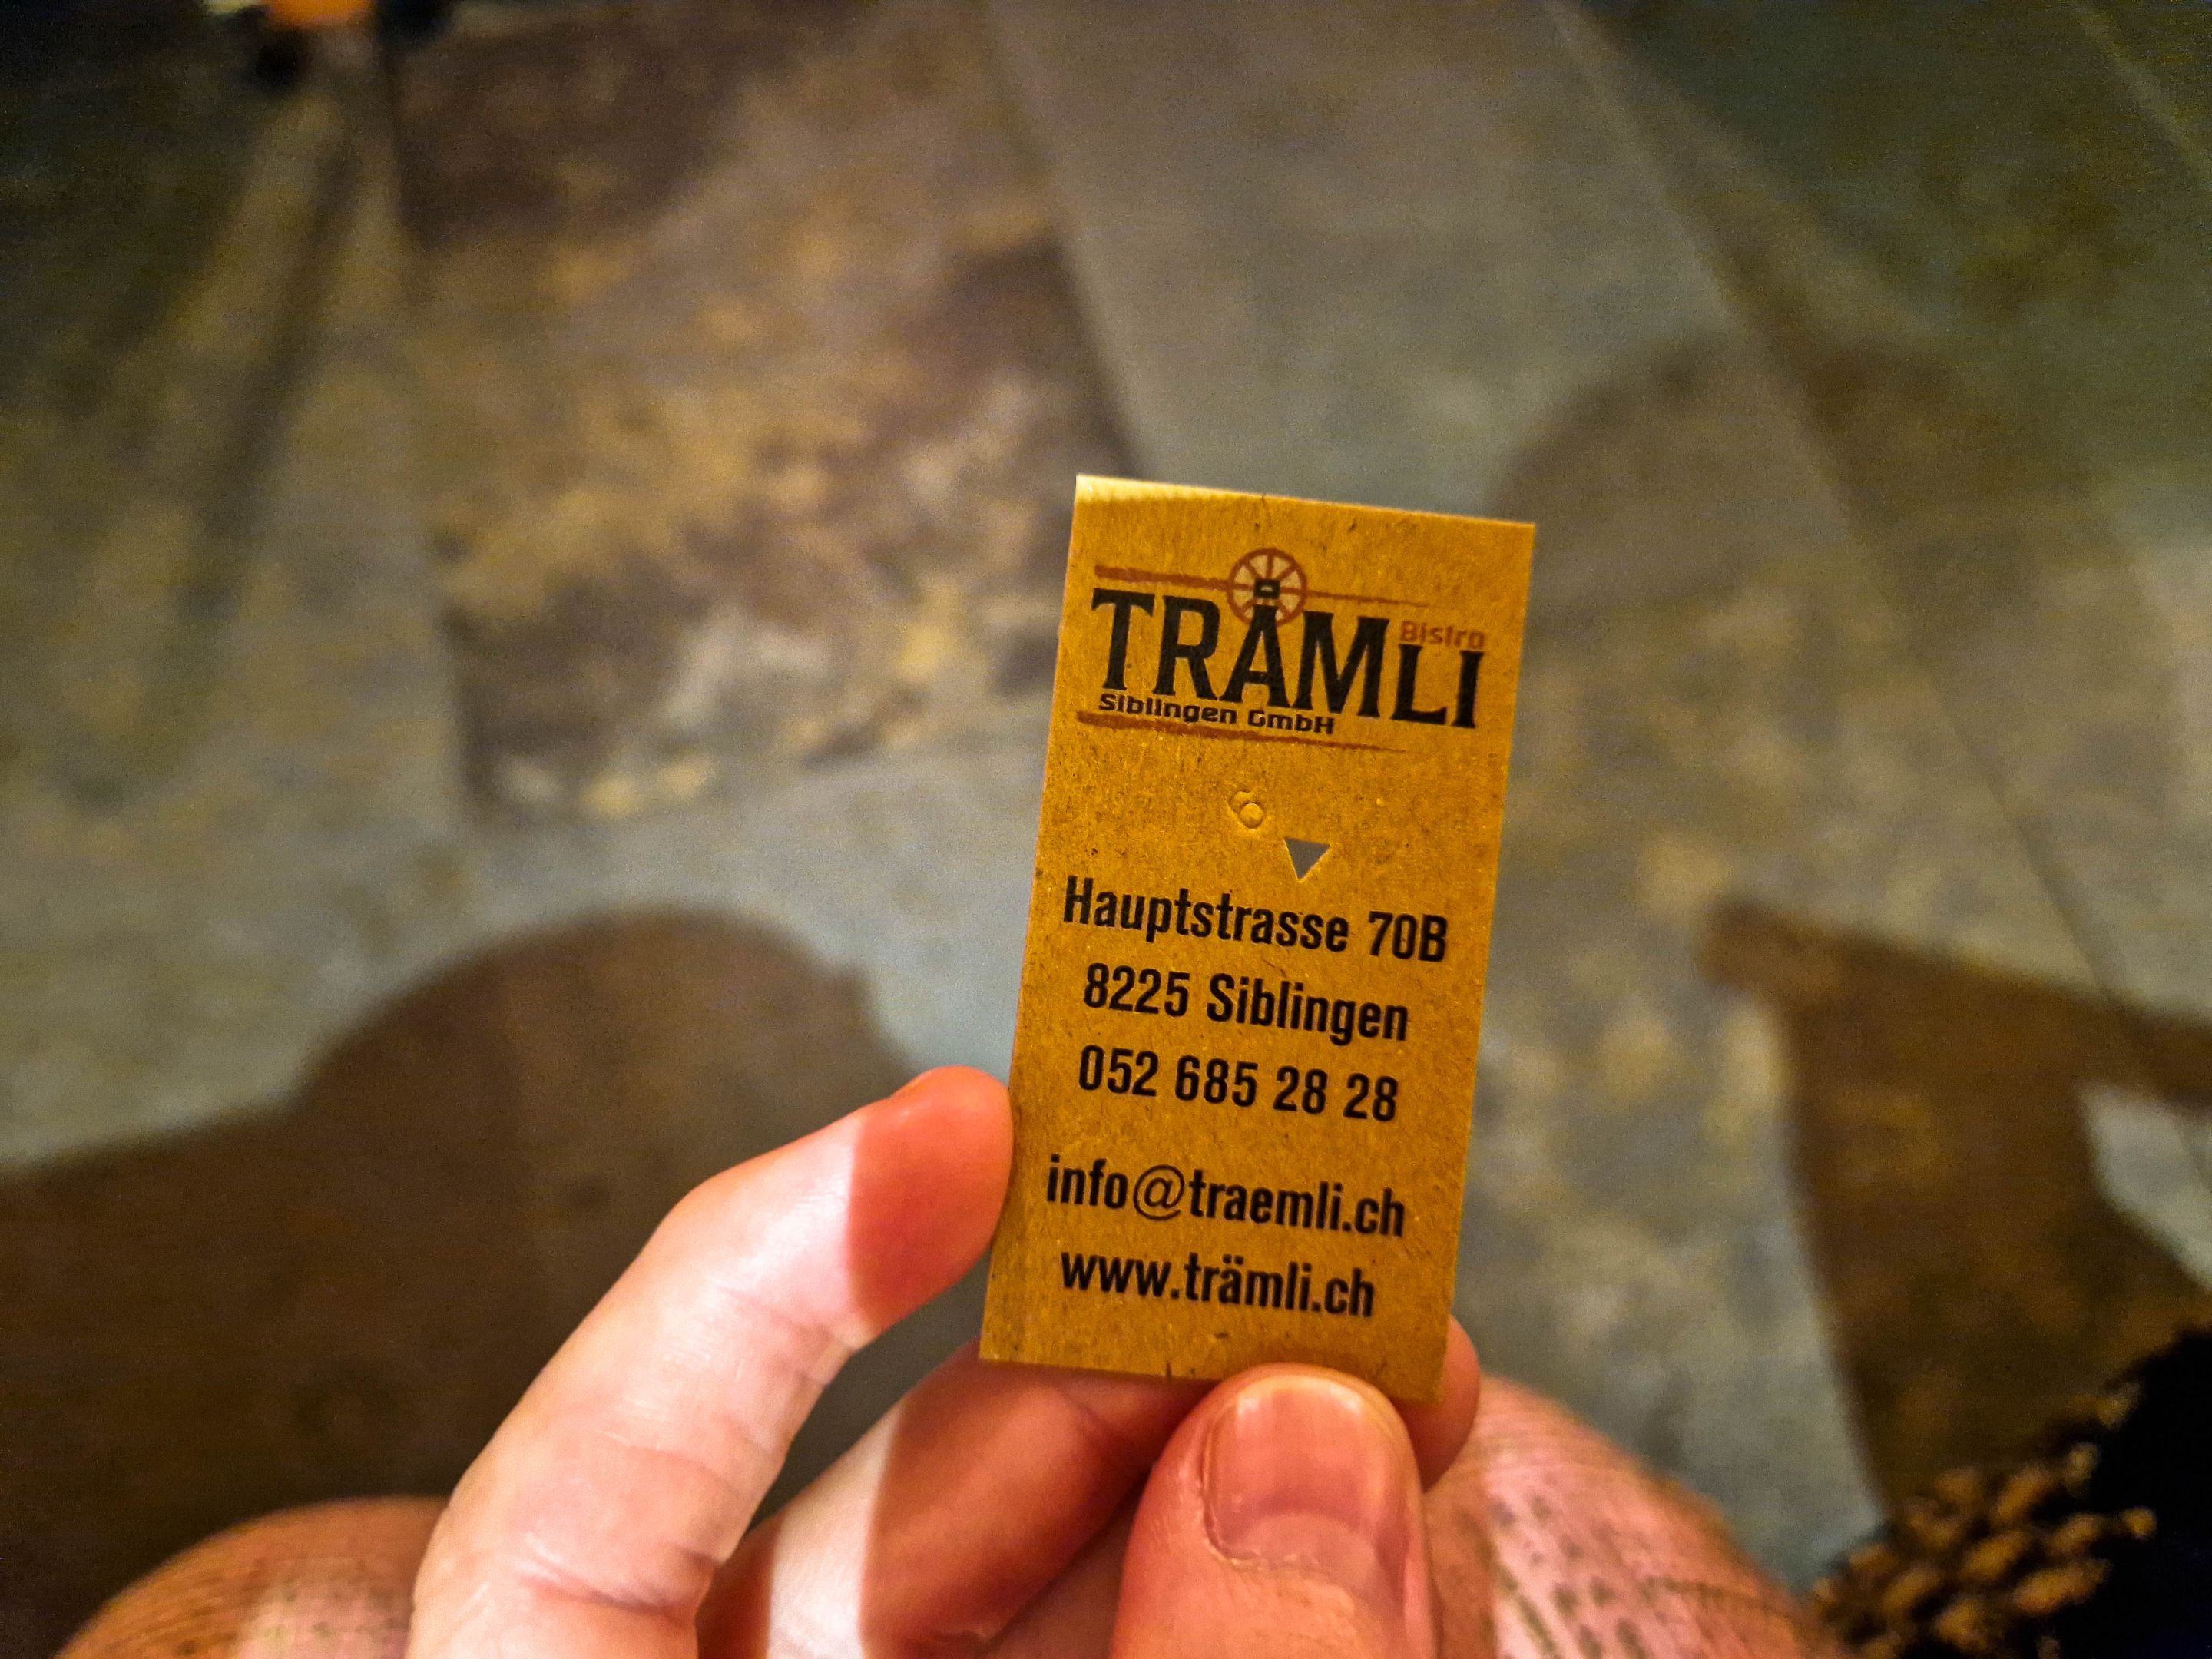 Bistro
TRÄMLI
Siblingen GmbH
Hauptstrasse 70B
8225 Siblingen
052 685 28 28
info@traemli.ch
www.trämli.ch